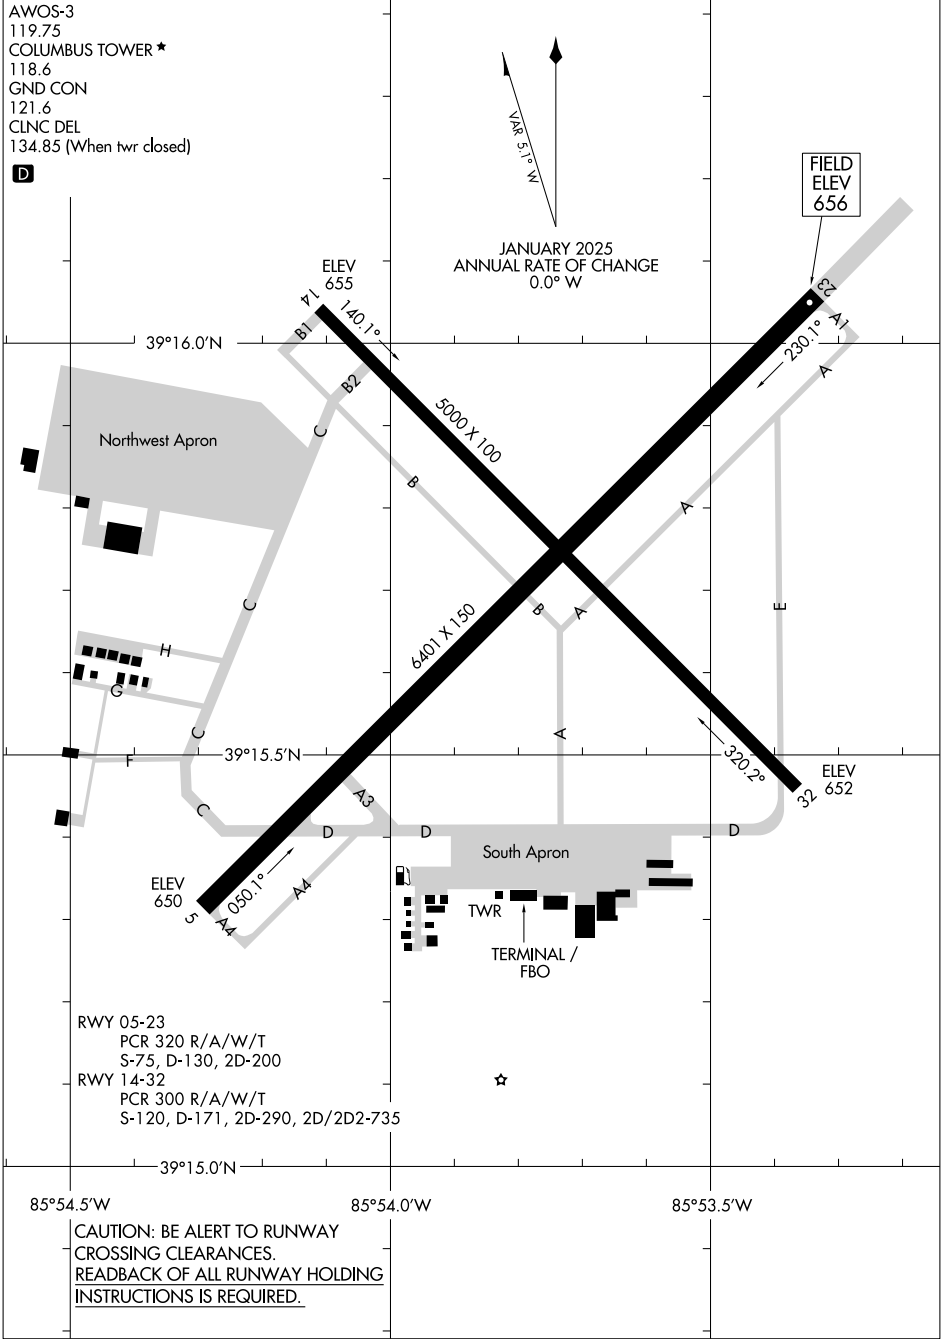 AWOS-3
119.75
COLUMBUS TOWER ★
118.6
GND CON
121.6
CLNC DEL
134.85 (When twr closed)
D
VAR 5.1° W
JANUARY 2025
ANNUAL RATE OF CHANGE
0.0° W
FIELD
ELEV
656
ELEV
655
14
140.1°
B1
B2
23
A1
230.1°
A
39°16.0'N
Northwest Apron
C
5000 X 100
B
A
C
B
A
E
6401 X 150
H
G
C
A
F
39°15.5'N
320.2°
ELEV
652
32
C
A3
D
D
D
South Apron
ELEV
650
5
050.1°
A4
A4
TWR
TERMINAL /
FBO
RWY 05-23
PCR 320 R/A/W/T
S-75, D-130, 2D-200
RWY 14-32
PCR 300 R/A/W/T
S-120, D-171, 2D-290, 2D/2D2-735
39°15.0'N
85°54.5'W
85°54.0'W
85°53.5'W
CAUTION: BE ALERT TO RUNWAY
CROSSING CLEARANCES.
READBACK OF ALL RUNWAY HOLDING
INSTRUCTIONS IS REQUIRED.